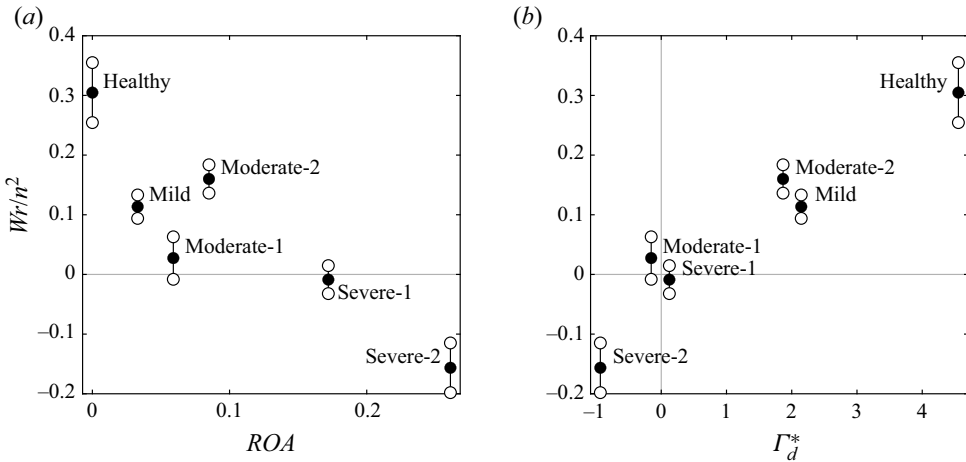 (a)
0.4
0.3
0.2
0.1
0
–0.1
–0.2
Wr/n²
Healthy
Moderate-2
Mild
Moderate-1
Severe-1
Severe-2
0 0.1 0.2
ROA
(b)
0.4
0.3
0.2
0.1
0
–0.1
–0.2
Healthy
Moderate-2
Mild
Moderate-1
Severe-1
Severe-2
–1 0 1 2 3 4
Γ*d